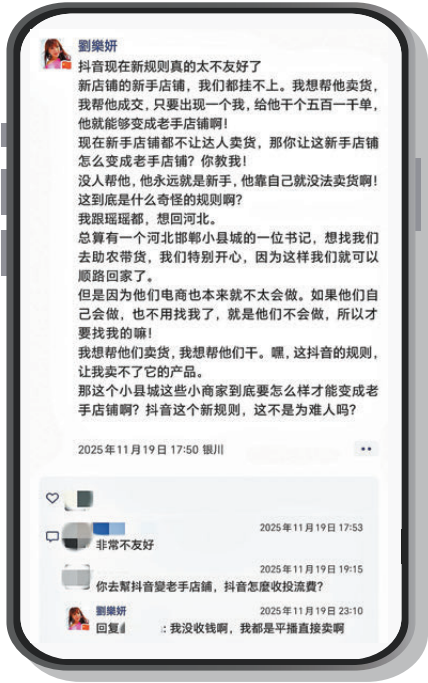 劉樂妍
抖音现在新规则真的太不友好了
新店铺的新手店铺，我们都挂不上。我想帮他卖货，
我帮他成交，只要出现一个我，给他干个五百一千单，
他就能够变成老手店铺啊！
现在新手店铺都不让达人卖货，那你让这新手店铺
怎么变成老手店铺？你教我！
没人帮他，他永远就是新手，他靠自己就没法卖货啊！
这到底是什么奇怪的规则啊？
我跟瑶瑶都，想回河北。
总算有一个河北邯郸小县城的一位书记，想找我们
去助农带货，我们特别开心，因为这样我们就可以
顺路回家了。
但是因为他们电商也本来就不太会做。如果他们自
己会做，也不用找我了，就是他们不会做，所以才
要找我的嘛！
我想帮他们卖货，我想帮他们干。嘿，这抖音的规则，
让我卖不了它的产品。
那这个小县城这些小商家到底要怎么样才能变成老
手店铺啊？抖音这个新规则，这不是为难人吗？
2025年11月19日 17:50 银川
2025年11月19日 17:53
非常不友好
2025年11月19日 19:15
你去幫抖音變老手店鋪，抖音怎麼收投流費？
劉樂妍
2025年11月19日 23:10
回复 : 我没收钱啊，我都是平播直接卖啊